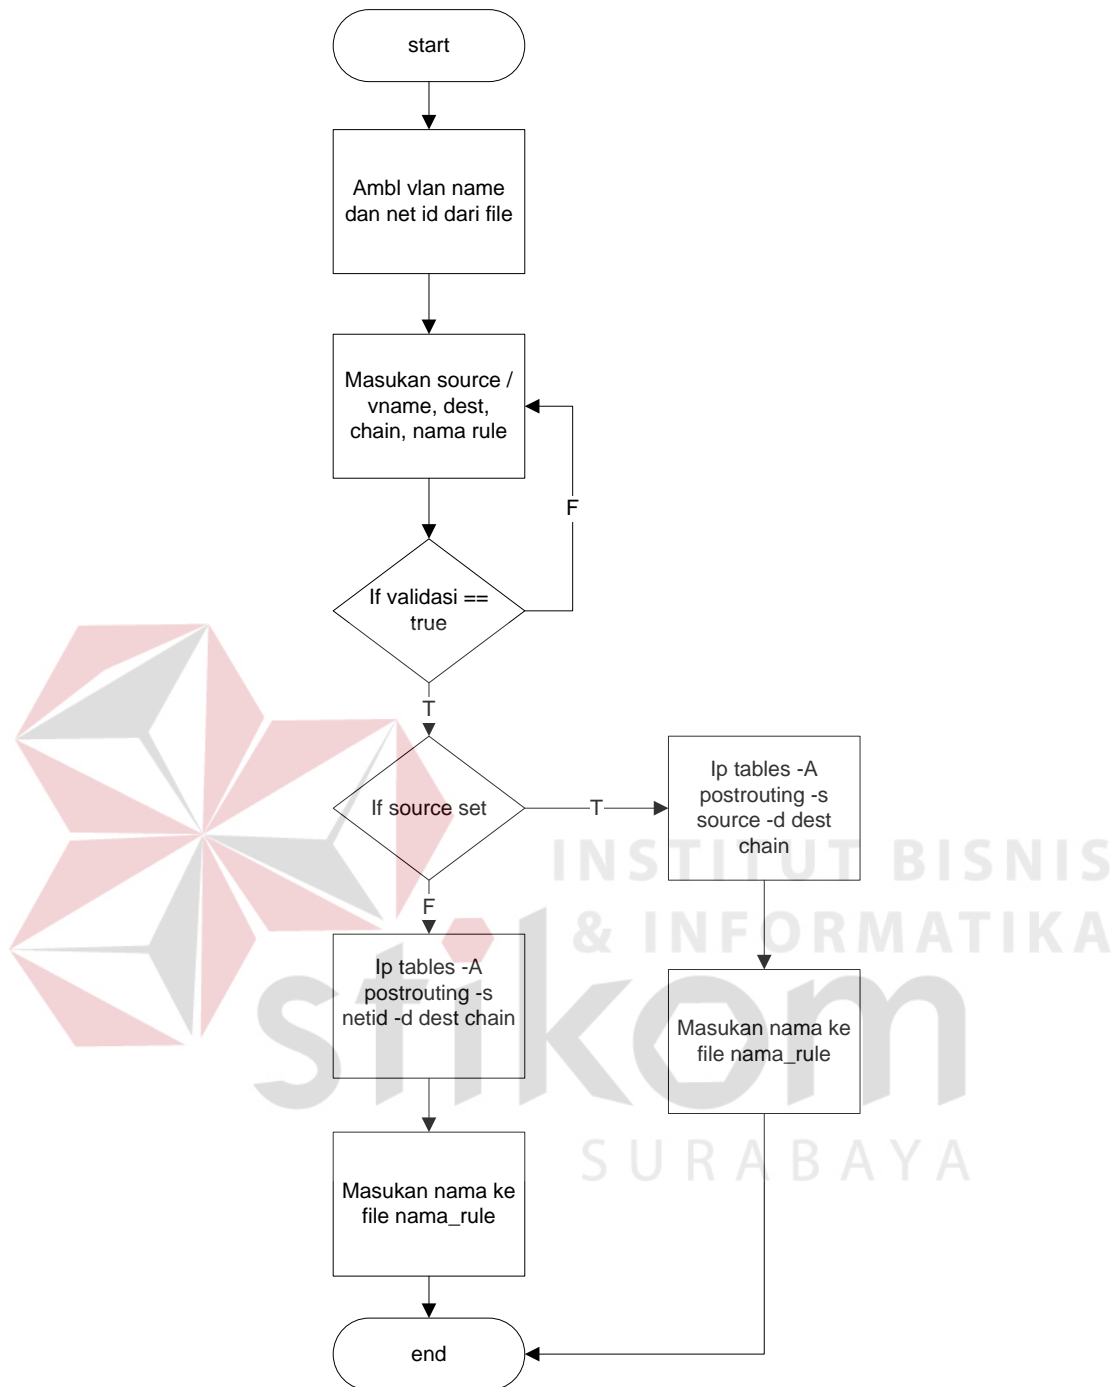 start
Ambl vlan name
dan net id dari file
Masukan source /
vname, dest,
chain, nama rule
F
If validasi ==
true
T
If source set
T
Ip tables -A
postrouting -s
source -d dest
chain
F
Ip tables -A
postrouting -s
netid -d dest chain
Masukan nama ke
file nama_rule
Masukan nama ke
file nama_rule
end
INSTITUT BISNIS
& INFORMATIKA
stikom
SURABAYA